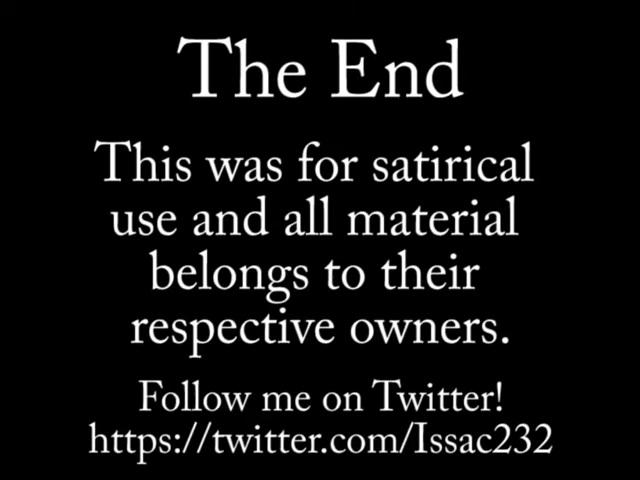 The End
This was for satirical
use and all material
belongs to their
respective owners.
Follow me on Twitter!
https://twitter.com/Issac232